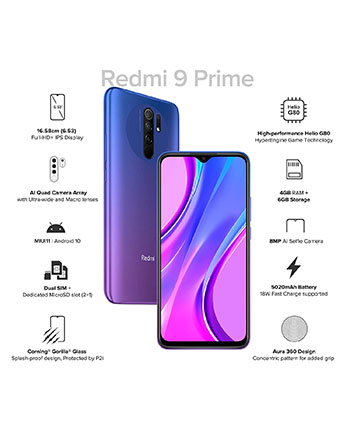 Redmi 9 Prime
6.53"
16.58cm (6:53)
Full-HD+ IPS Display
AI Quad Camera Array
with Ultra-wide and Macro lenses
MIUI11 | Android 10
Dual SIM +
Dedicated MicroSD slot (2+1)
Corning® Gorilla® Glass
Splash-proof design, Protected by P2i
Redmi
Helio
G80
High-performance Helio G80
HyperEngine Game Technology
4GB RAM +
6GB Storage
8MP AI Selfie Camera
5020mAh Battery
18W Fast Charge supported
Aura 360 Design
Concentric pattern for added grip